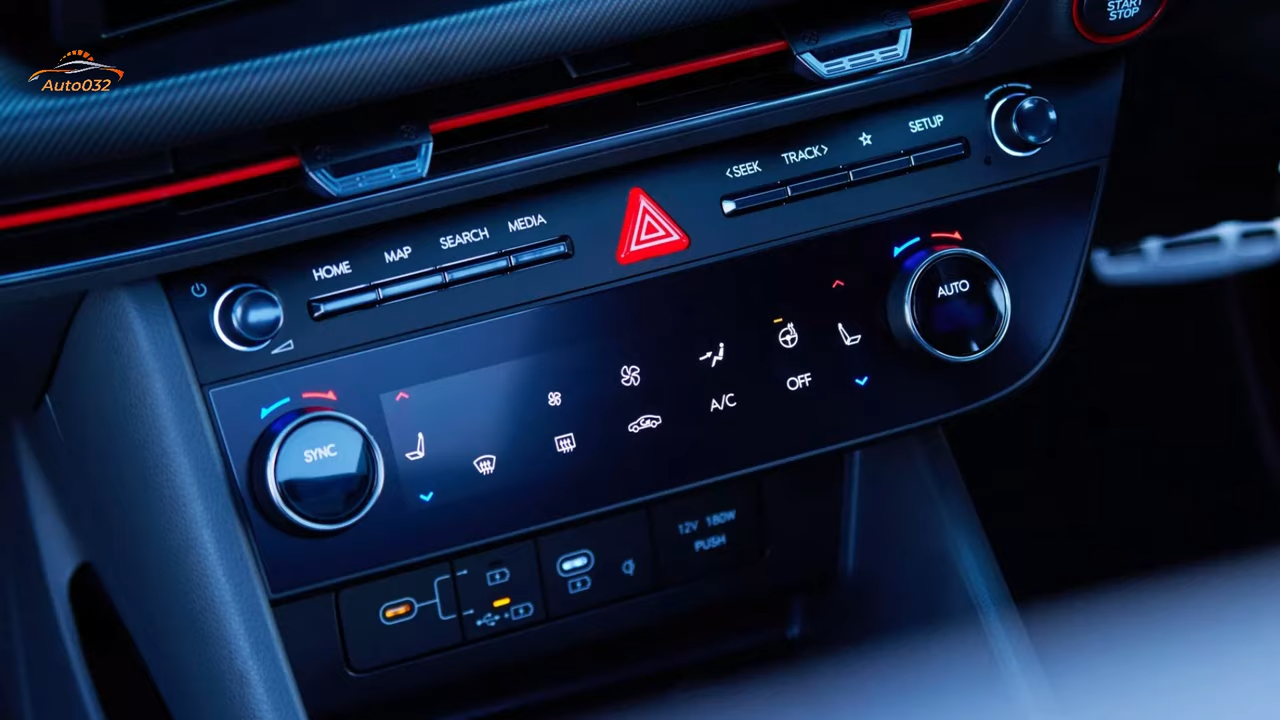 START
STOP
Auto032
SETUP
☆
TRACK>
<SEEK
MEDIA
SEARCH
MAP
HOME
AUTO
OFF
A/C
SYNC
12V 180W
PUSH